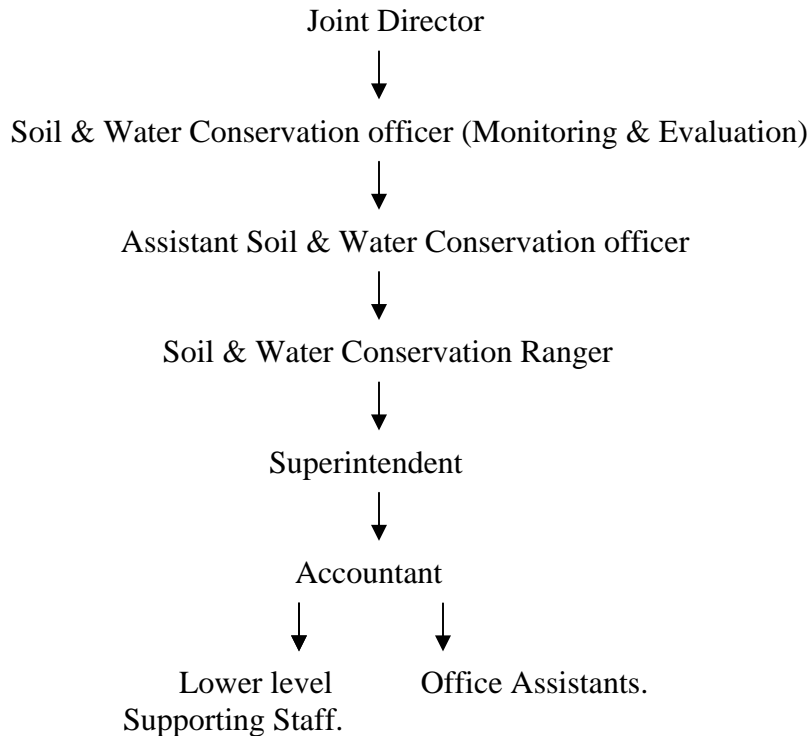 Joint Director
Soil & Water Conservation officer (Monitoring & Evaluation)
Assistant Soil & Water Conservation officer
Soil & Water Conservation Ranger
Superintendent
Accountant
Lower level
Supporting Staff.
Office Assistants.